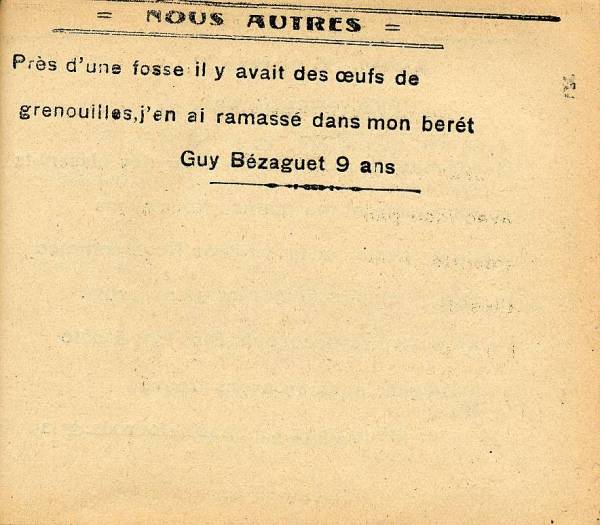 = NOUS AUTRES =
Près d'une fosse il y avait des œufs de
grenouilles,j'en ai ramassé dans mon berét
Guy Bézaguet 9 ans